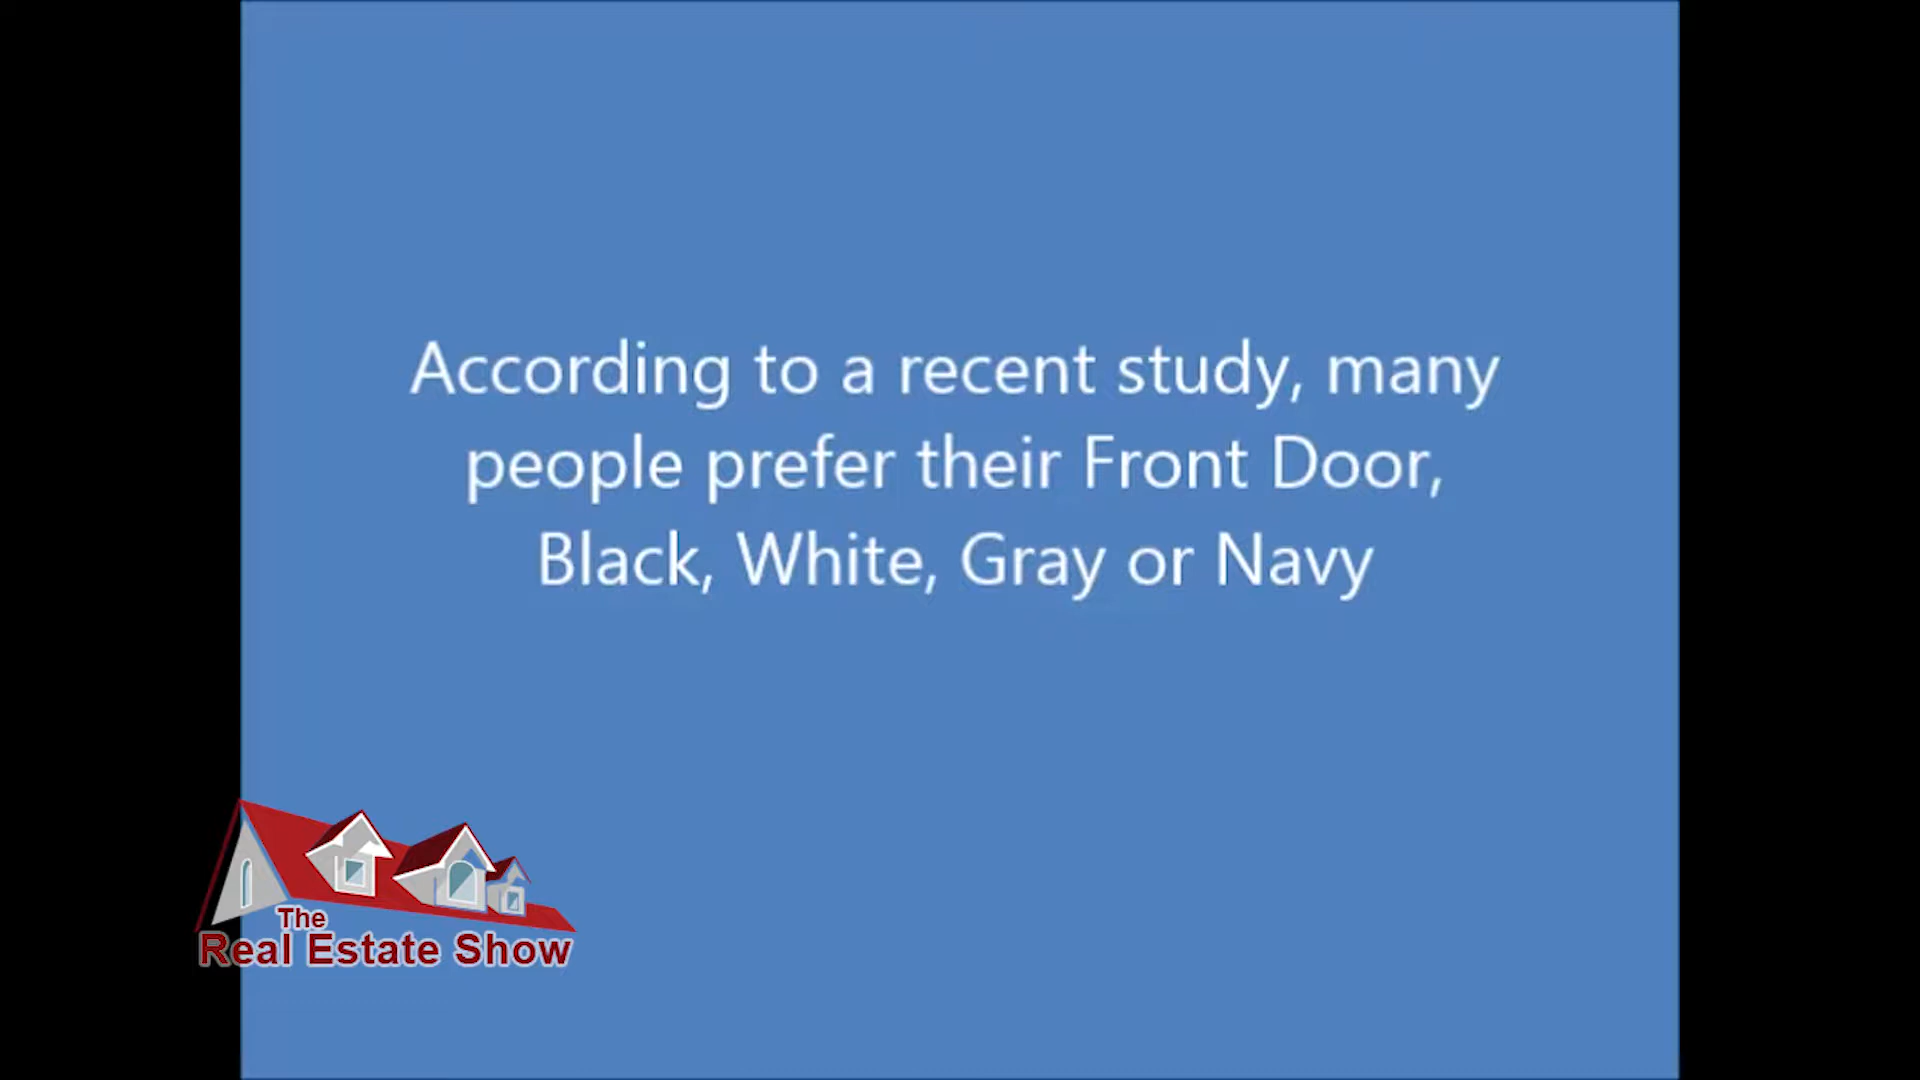 According to a recent study, many
people prefer their Front Door,
Black, White, Gray or Navy
The
Real Estate Show